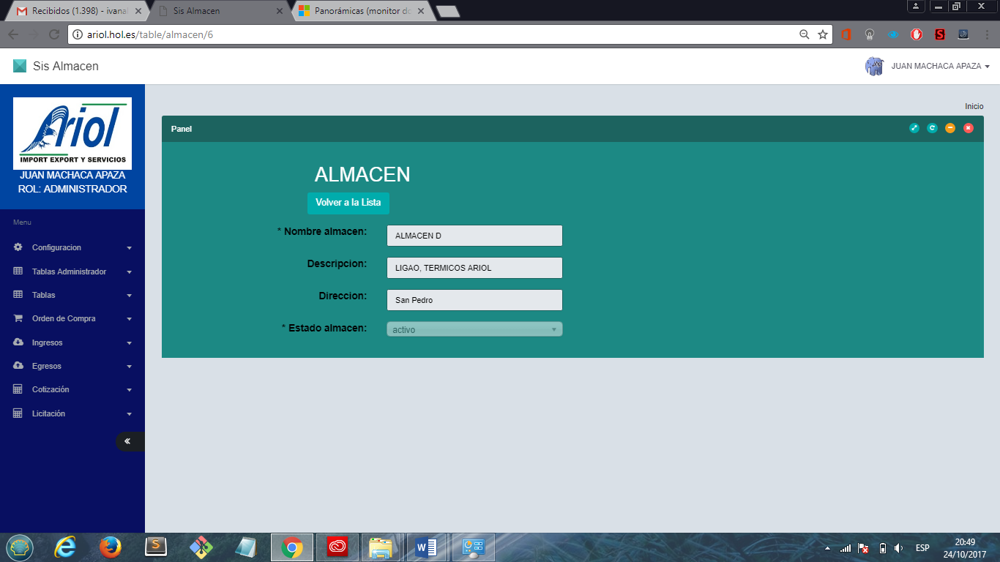 Recibidos (1.398) - ivanal
Sis Almacen
Panorámicas (monitor do
ariol.hol.es/table/almacen/6
Sis Almacen
JUAN MACHACA APAZA
Ariol
IMPORT EXPORT Y SERVICIOS
JUAN MACHACA APAZA
ROL: ADMINISTRADOR
Menu
Configuracion
Tablas Administrador
Tablas
Orden de Compra
Ingresos
Egresos
Cotización
Licitación
Inicio
Panel
ALMACEN
Volver a la Lista
* Nombre almacen: ALMACEN D
Descripcion: LIGAO, TERMICOS ARIOL
Direccion: San Pedro
* Estado almacen: activo
ESP
20:49
24/10/2017